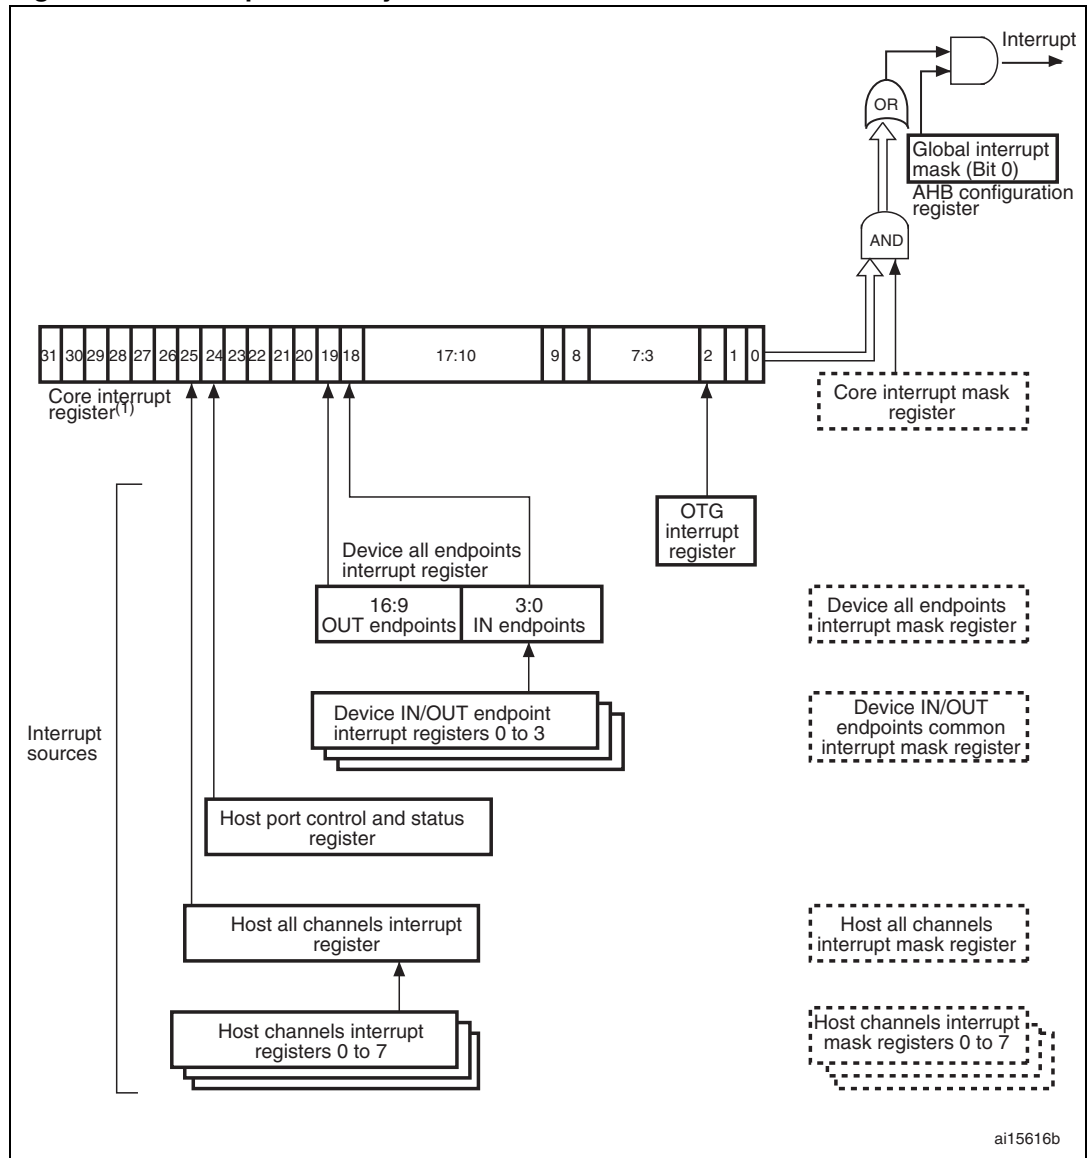 Interrupt
OR
Global interrupt
mask (Bit 0)
AHB configuration
register
AND
31 30 29 28 27 26 25 24 23 22 21 20 19 18 17:10 9 8 7:3 2 1 0
Core interrupt
register(1)
Core interrupt mask
register
OTG
interrupt
register
Device all endpoints
interrupt register
16:9
OUT endpoints
3:0
IN endpoints
Device all endpoints
interrupt mask register
Device IN/OUT endpoint
interrupt registers 0 to 3
Device IN/OUT
endpoints common
interrupt mask register
Interrupt
sources
Host port control and status
register
Host all channels interrupt
register
Host all channels
interrupt mask register
Host channels interrupt
registers 0 to 7
Host channels interrupt
mask registers 0 to 7
ai15616b